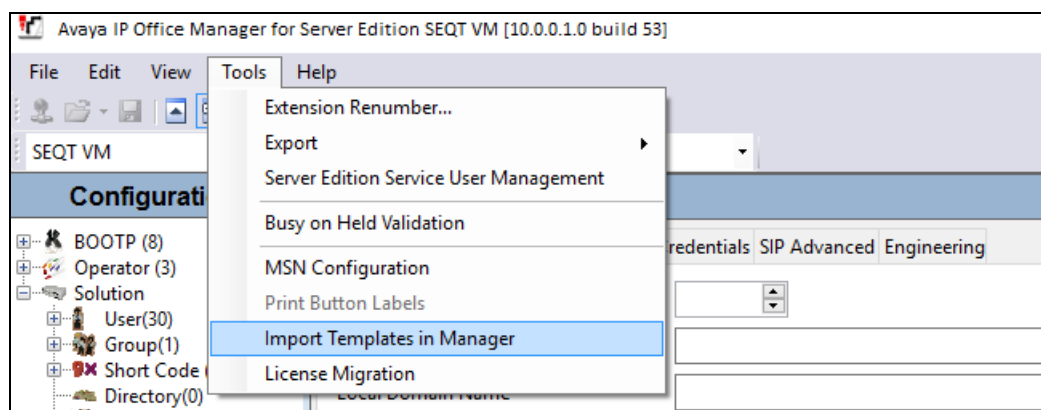 Avaya IP Office Manager for Server Edition SEQT VM [10.0.0.1.0 build 53]
File Edit View Tools Help
Extension Renumber...
Export
SEQT VM
Server Edition Service User Management
Configurati
Busy on Held Validation
BOOTP (8)
redentials SIP Advanced Engineering
Operator (3)
MSN Configuration
Solution
Print Button Labels
User(30)
Import Templates in Manager
Group(1)
License Migration
Short Code
Directory(0)
Local Domain Name